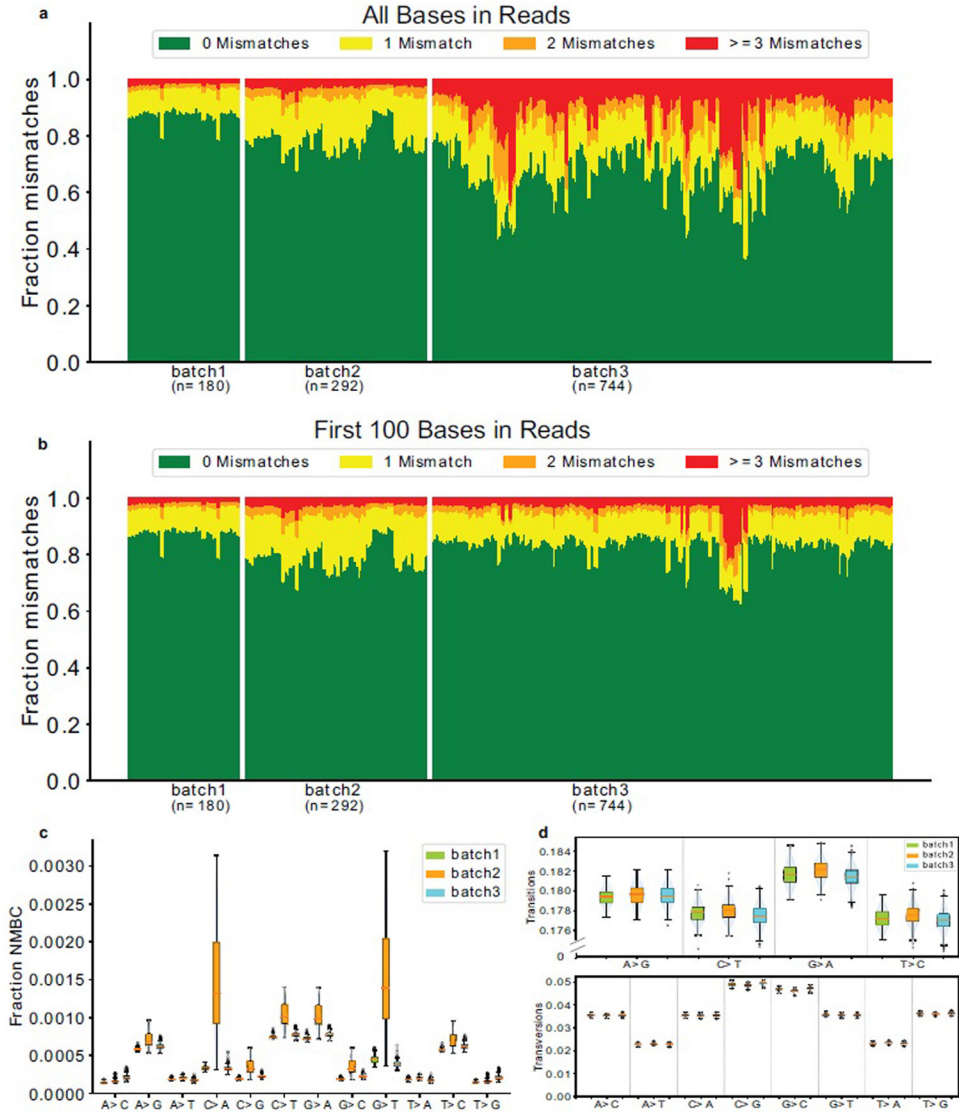 a
All Bases in Reads
0 Mismatches 1 Mismatch 2 Mismatches >=3 Mismatches
Fraction mismatches
1.0
0.8
0.6
0.4
0.2
0.0
batch1 batch2 batch3
(n=180) (n=292) (n=744)
b
First 100 Bases in Reads
0 Mismatches 1 Mismatch 2 Mismatches >=3 Mismatches
Fraction mismatches
1.0
0.8
0.6
0.4
0.2
0.0
batch1 batch2 batch3
(n=180) (n=292) (n=744)
c
batch1
batch2
batch3
Fraction NMBC
0.0030
0.0025
0.0020
0.0015
0.0010
0.0005
0.0000
A>C A>G A>T C>A C>G C>T G>A G>C G>T T>A T>C T>G
d
batch1
batch2
batch3
Transitions
0.184
0.180
0.178
0.176
0
A>G C>T G>A T>C
Transversions
0.05
0.04
0.03
0.02
0.01
0.00
A>C A>T C>A C>G G>C G>T T>A T>G